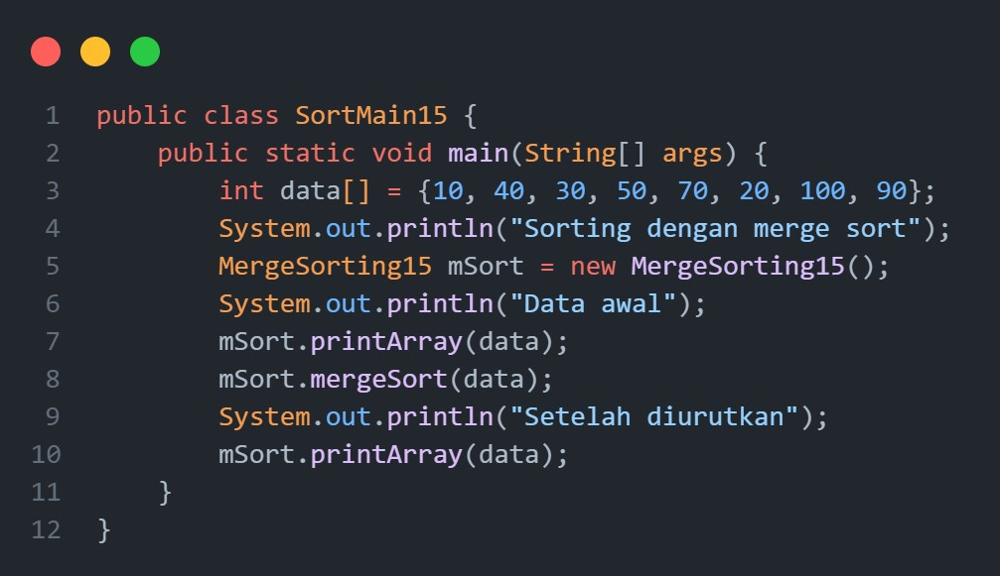 1 public class SortMain15 {
2 public static void main(String[] args) {
3 int data[] = {10, 40, 30, 50, 70, 20, 100, 90};
4 System.out.println("Sorting dengan merge sort");
5 MergeSorting15 mSort = new MergeSorting15();
6 System.out.println("Data awal");
7 mSort.printArray(data);
8 mSort.mergeSort(data);
9 System.out.println("Setelah diurutkan");
10 mSort.printArray(data);
11 }
12 }